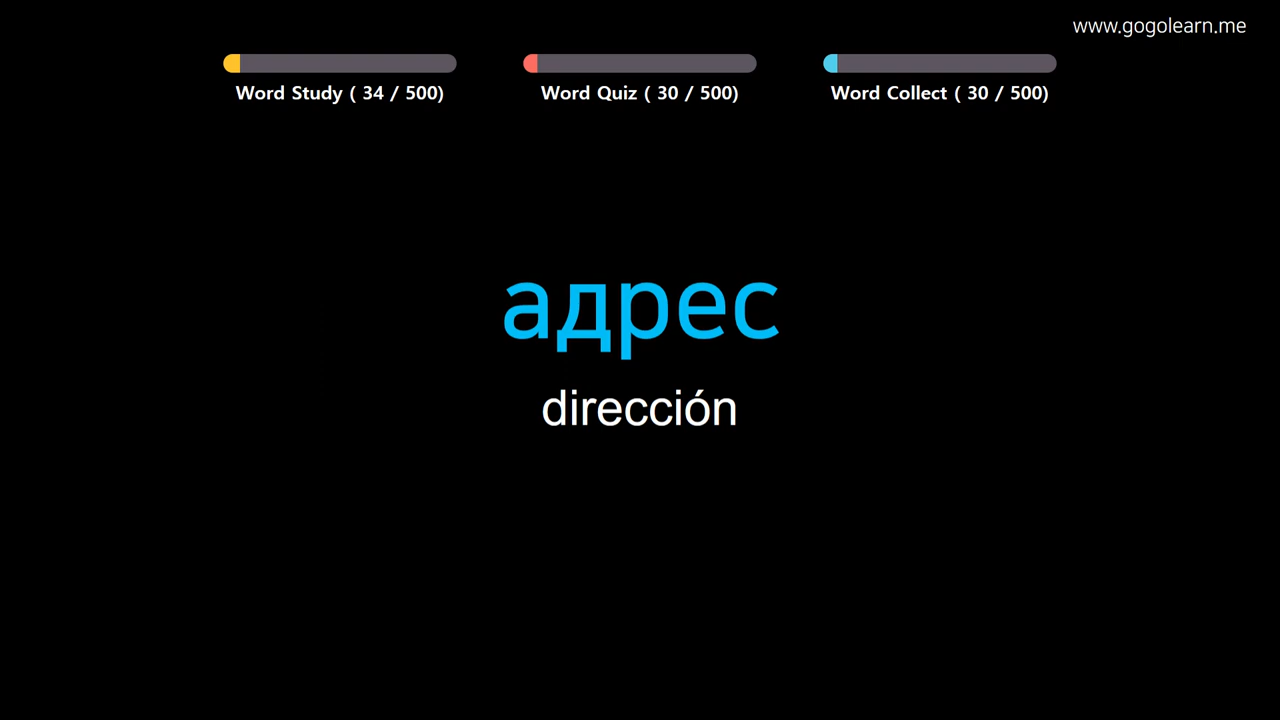 www.gogolearn.me
Word Study ( 34 / 500)
Word Quiz ( 30 / 500)
Word Collect ( 30 / 500)
адрес
dirección